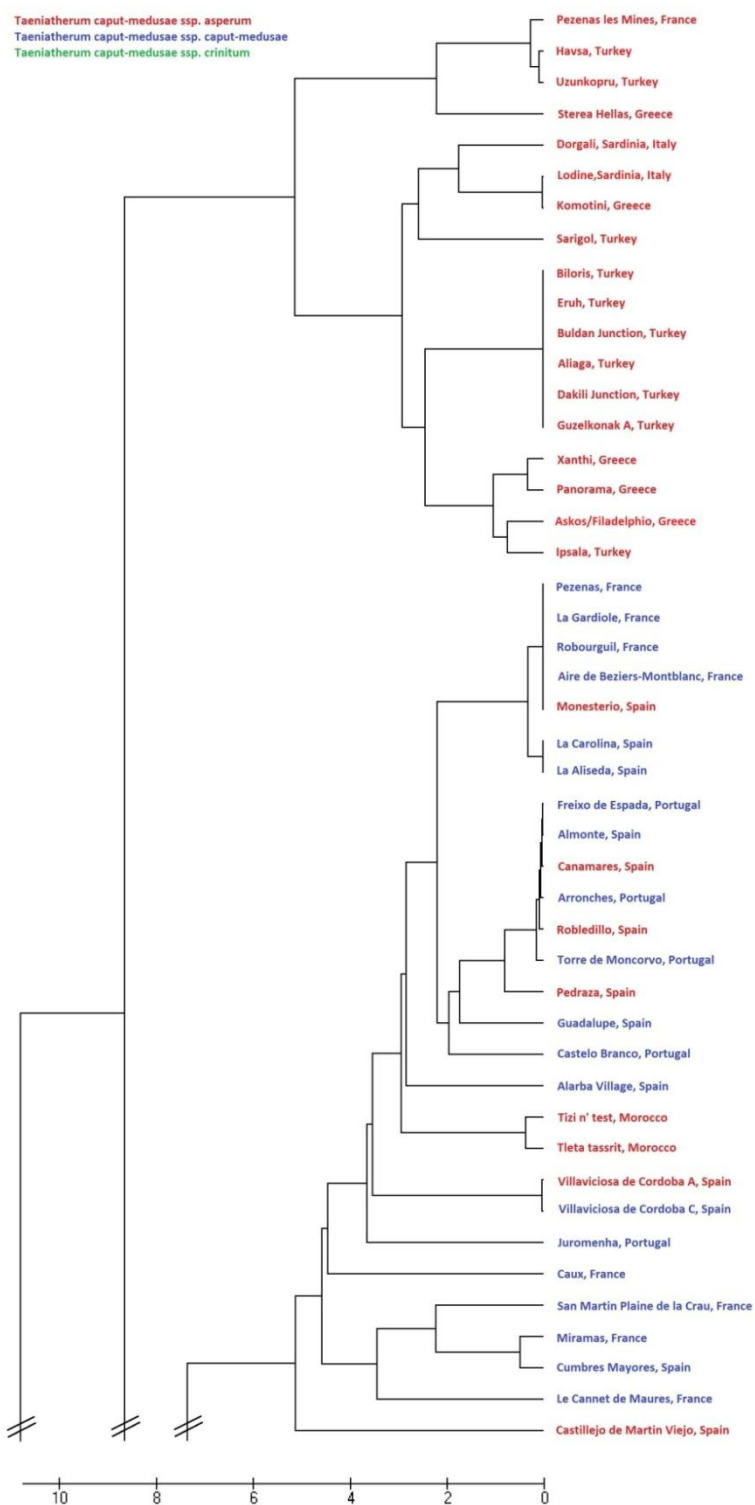 Taeniatherum caput-medusae ssp. asperum
Taeniatherum caput-medusae ssp. caput-medusae
Taeniatherum caput-medusae ssp. crinitum
Pezenas les Mines, France
Havsa, Turkey
Uzunkopru, Turkey
Sterea Hellas, Greece
Dorgali, Sardinia, Italy
Lodine,Sardinia, Italy
Komotini, Greece
Sarigol, Turkey
Biloris, Turkey
Eruh, Turkey
Buldan Junction, Turkey
Aliaga, Turkey
Dakili Junction, Turkey
Guzelkonak A, Turkey
Xanthi, Greece
Panorama, Greece
Askos/Filadelphio, Greece
Ipsala, Turkey
Pezenas, France
La Gardiole, France
Robourguil, France
Aire de Beziers-Montblanc, France
Monesterio, Spain
La Carolina, Spain
La Aliseda, Spain
Freixo de Espada, Portugal
Almonte, Spain
Canamares, Spain
Arronches, Portugal
Robledillo, Spain
Torre de Moncorvo, Portugal
Pedraza, Spain
Guadalupe, Spain
Castelo Branco, Portugal
Alarba Village, Spain
Tizi n' test, Morocco
Tleta tassrit, Morocco
Villaviciosa de Cordoba A, Spain
Villaviciosa de Cordoba C, Spain
Juromenha, Portugal
Caux, France
San Martin Plaine de la Crau, France
Miramas, France
Cumbres Mayores, Spain
Le Cannet de Maures, France
Castillejo de Martin Viejo, Spain
10 8 6 4 2 0